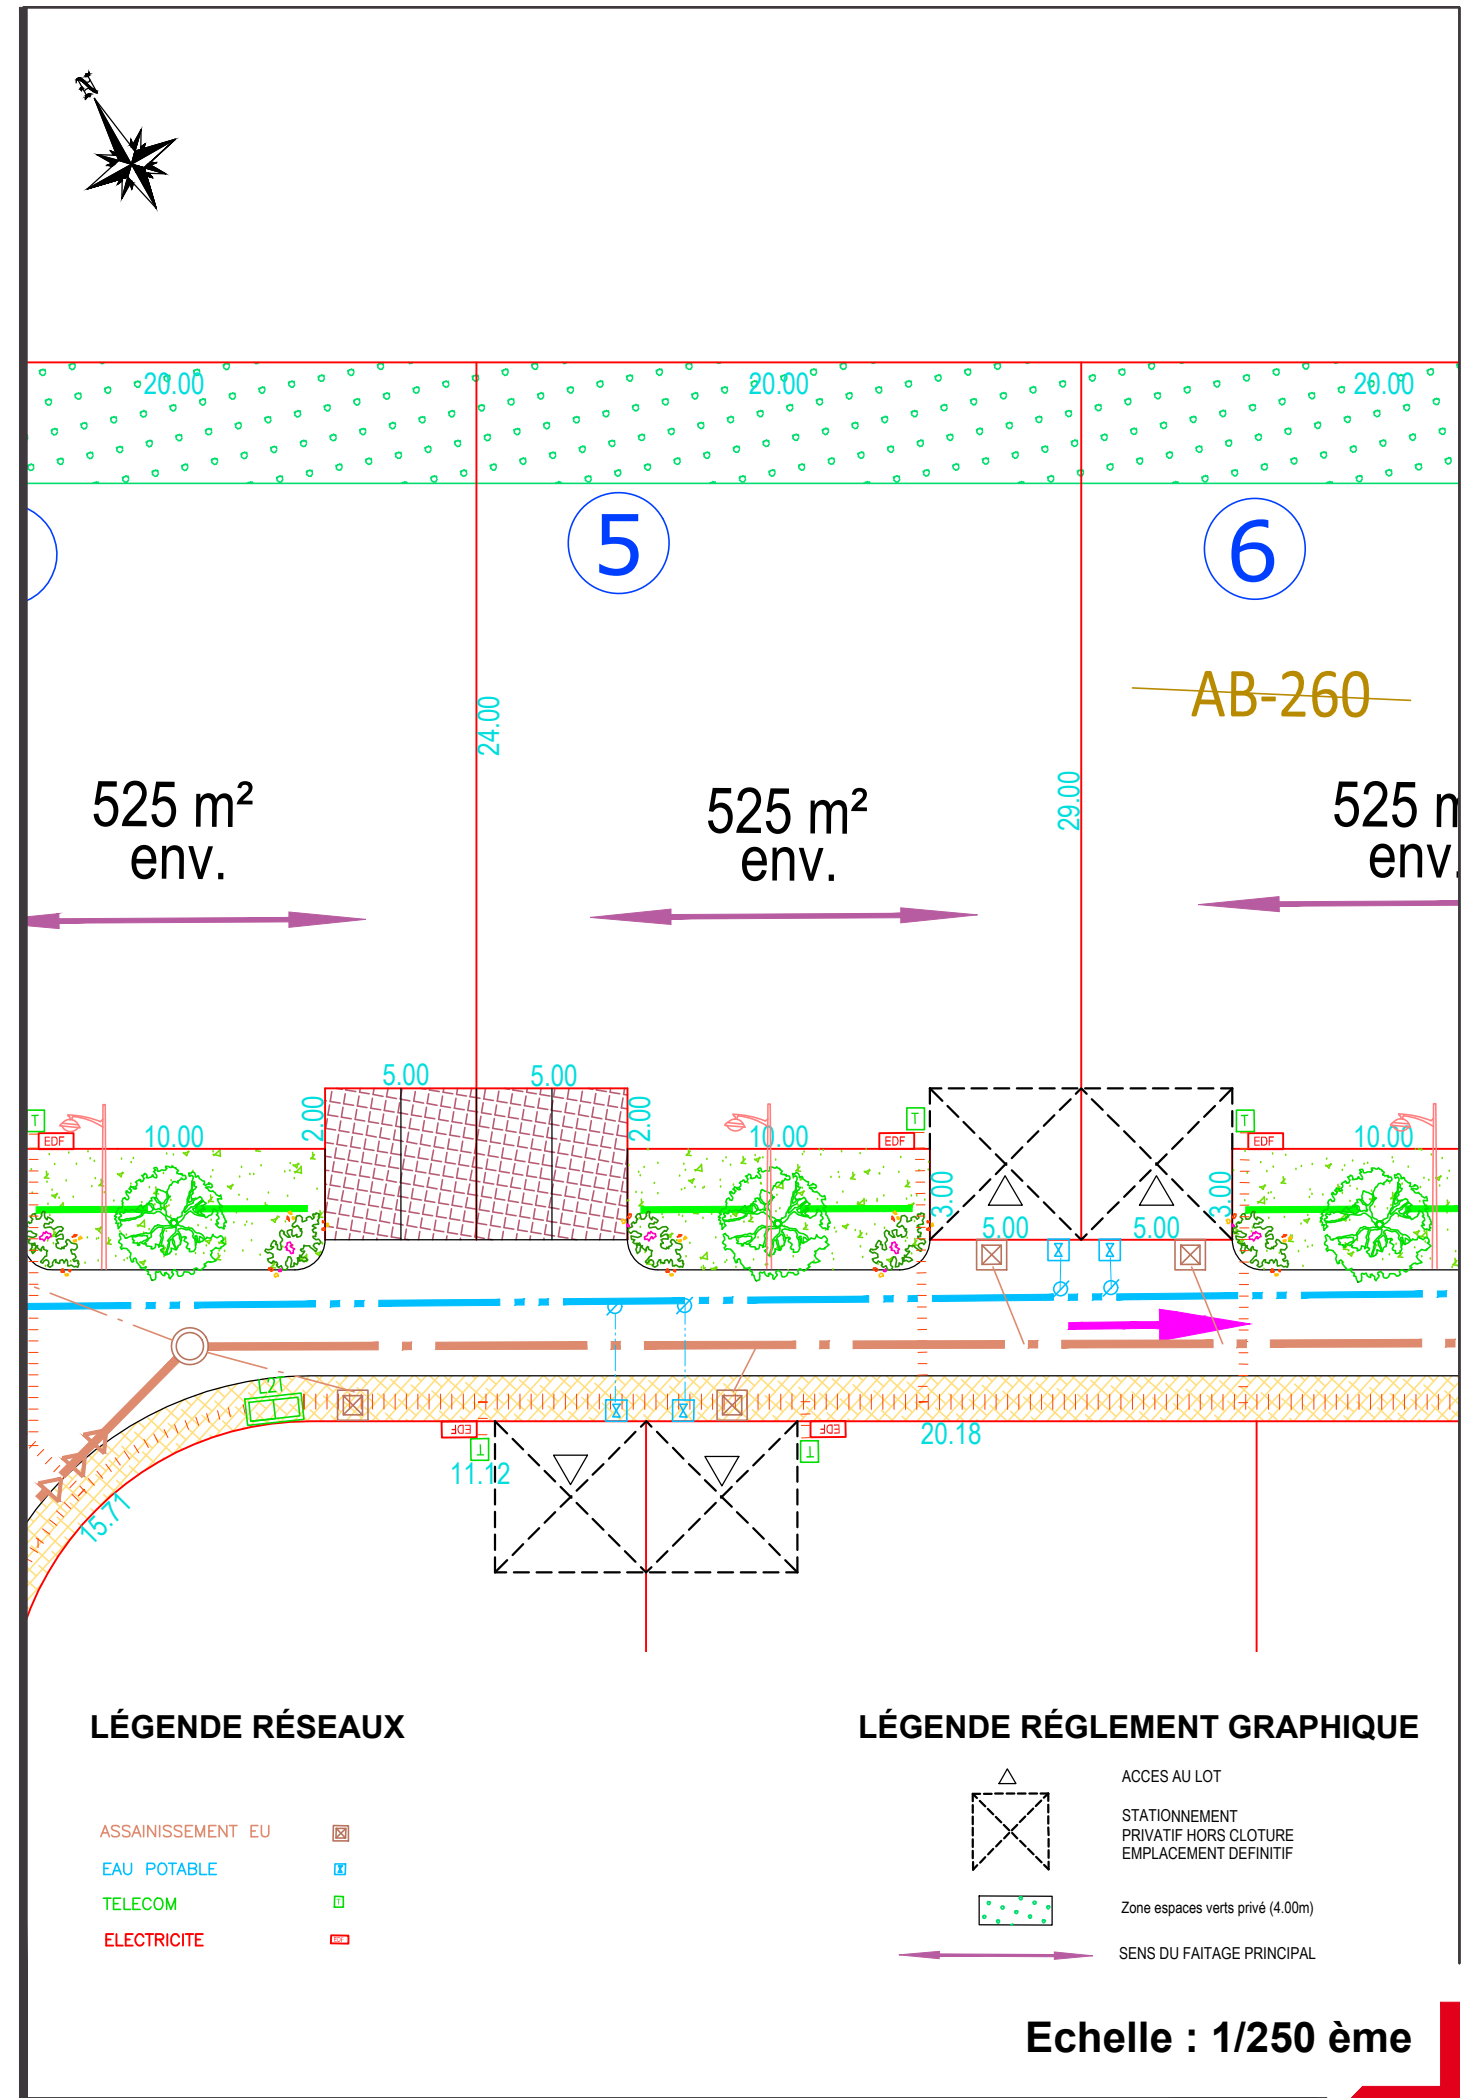 N
20.00
20.00
20.00
5
6
AB-260
24.00
29.00
525 m²
env.
525 m²
env.
525 m
env.
5.00
5.00
2.00
2.00
T
EDF
10.00
10.00
EDF
T
T
EDF
10.00
3.00
5.00
5.00
3.00
L2T
EDF
T
11.12
EDF
T
20.18
15.71
LÉGENDE RÉSEAUX
ASSAINISSEMENT EU
EAU POTABLE
TELECOM
T
ELECTRICITE
EDF
LÉGENDE RÉGLEMENT GRAPHIQUE
ACCES AU LOT
STATIONNEMENT
PRIVATIF HORS CLOTURE
EMPLACEMENT DEFINITIF
Zone espaces verts privé (4.00m)
SENS DU FAITAGE PRINCIPAL
Echelle : 1/250 ème